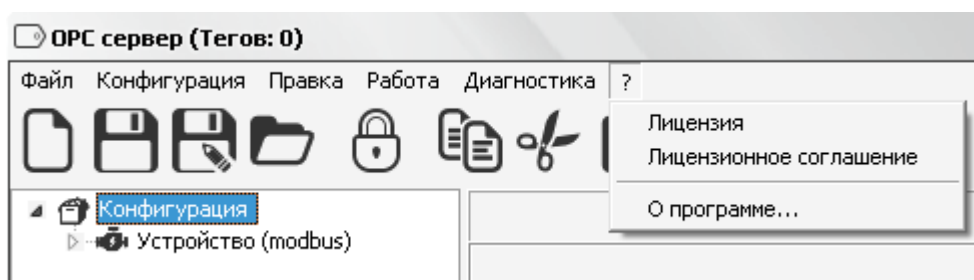 OPC сервер (Тегов: 0)
Файл Конфигурация Правка Работа Диагностика ?
Лицензия
Лицензионное соглашение
О программе...
Конфигурация
Устройство (modbus)